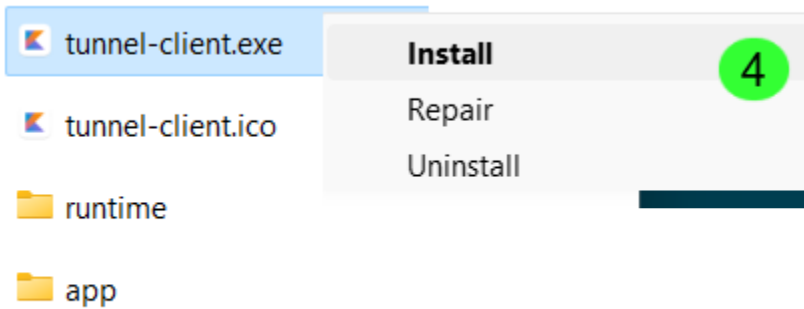 tunnel-client.exe
Install
4
Repair
tunnel-client.ico
Uninstall
runtime
app